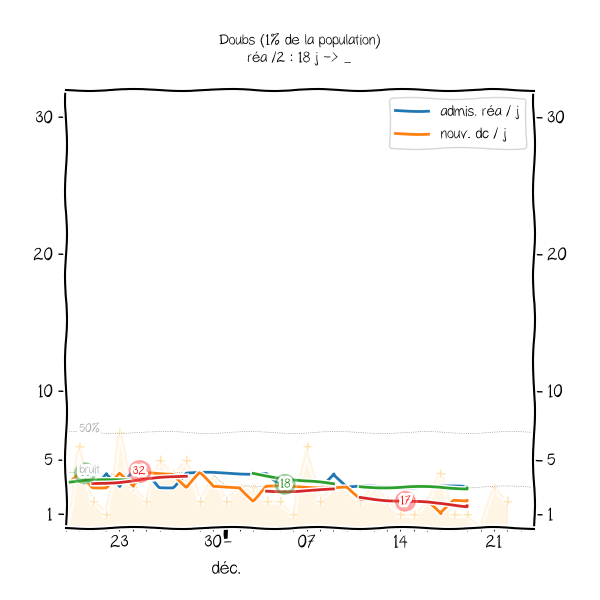 Doubs (1% de la population)
réa /2 : 18 j -> _
admis. réa / j
nouv. dc / j
30 30
20 20
10 10
50%
5 5
bruit
32
18
17
1 1
23 30 07 14 21
déc.